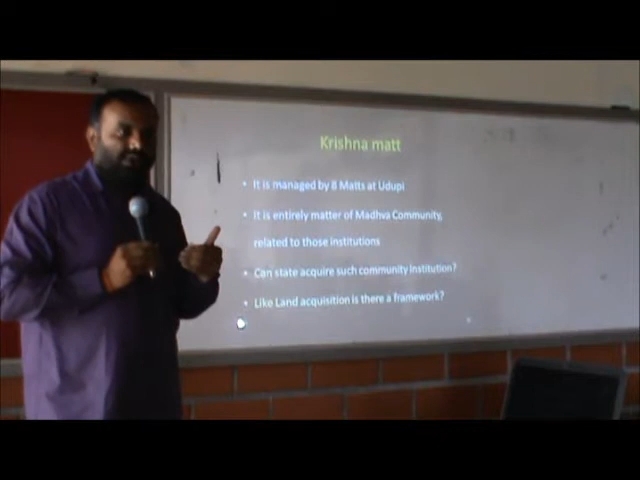 Krishna matt
• It is managed by 8 Matts at Udupi
• It is entirely matter of Madhva Community,
related to those institutions
• Can state acquire such community institution?
• Like Land acquisition is there a framework?